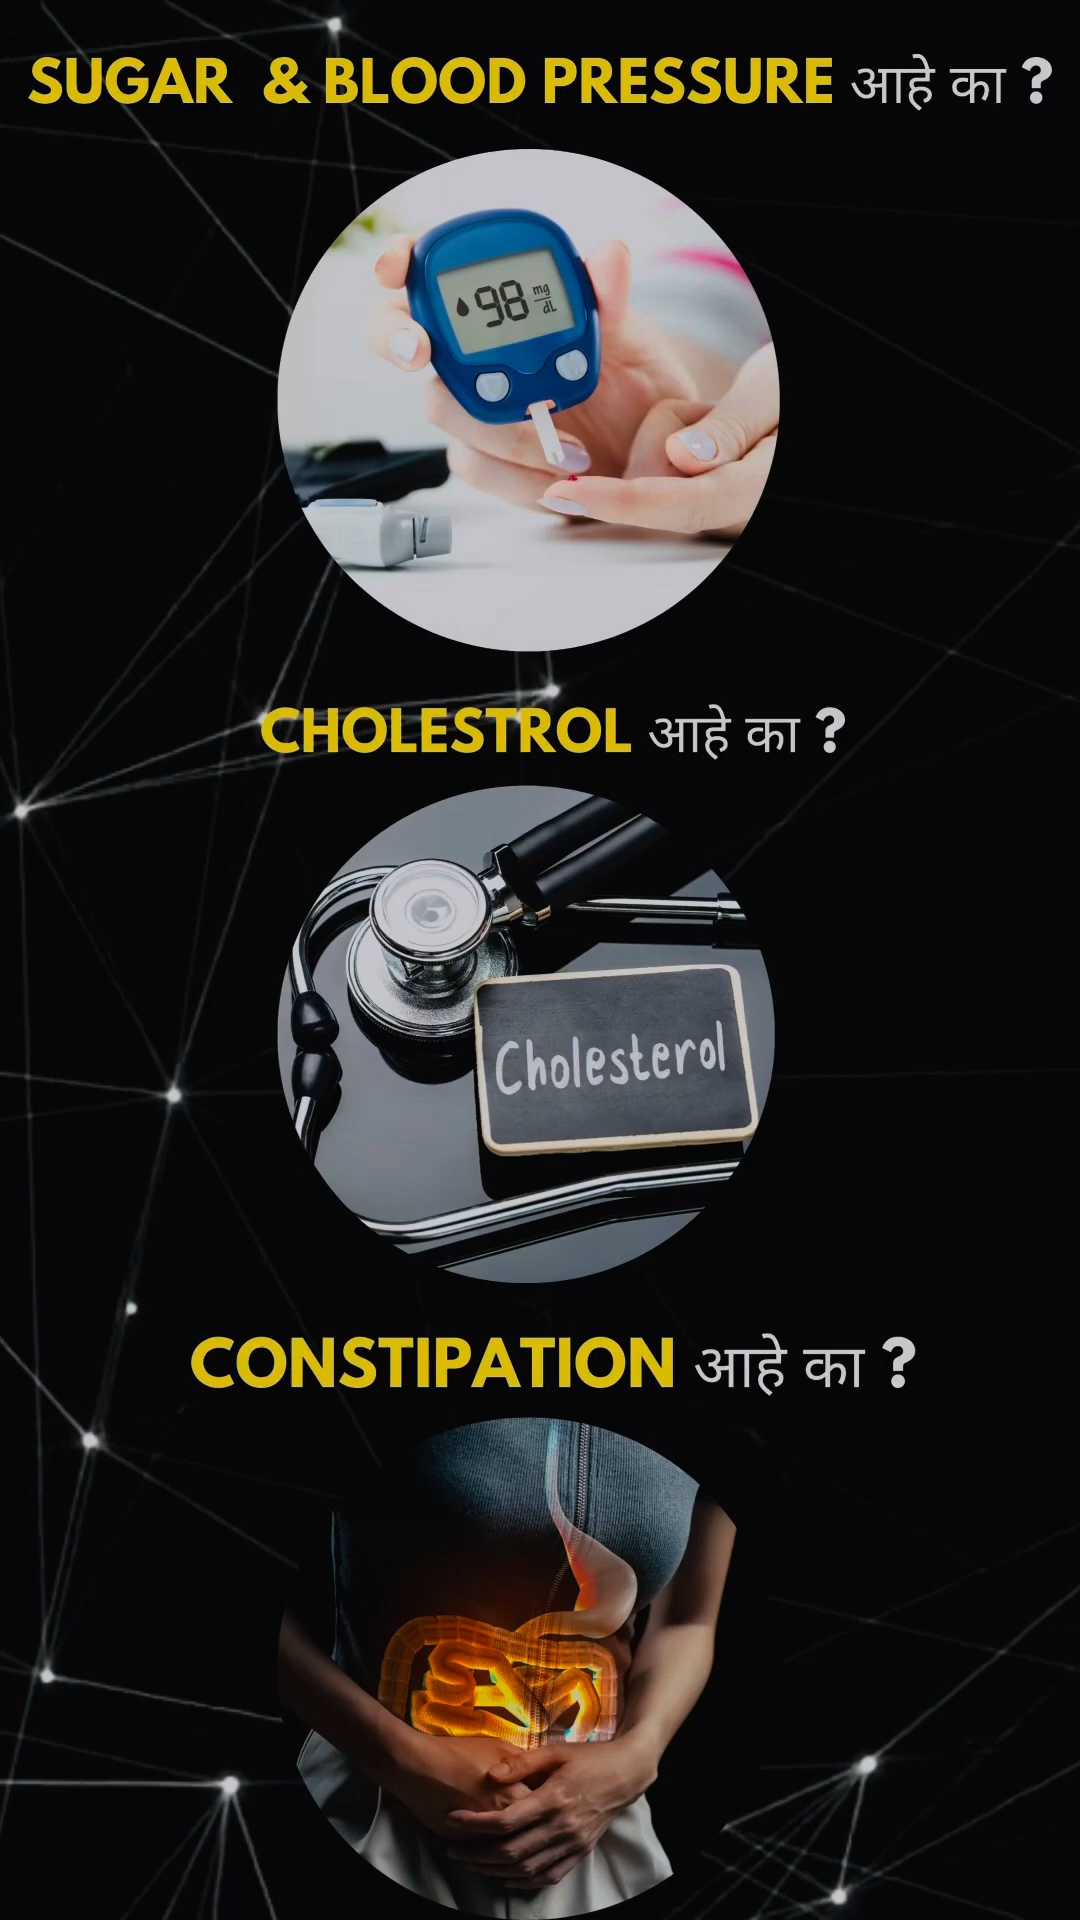 SUGAR & BLOOD PRESSURE आहे का ?
98 mg/dL
CHOLESTROL आहे का ?
Cholesterol
CONSTIPATION आहे का ?